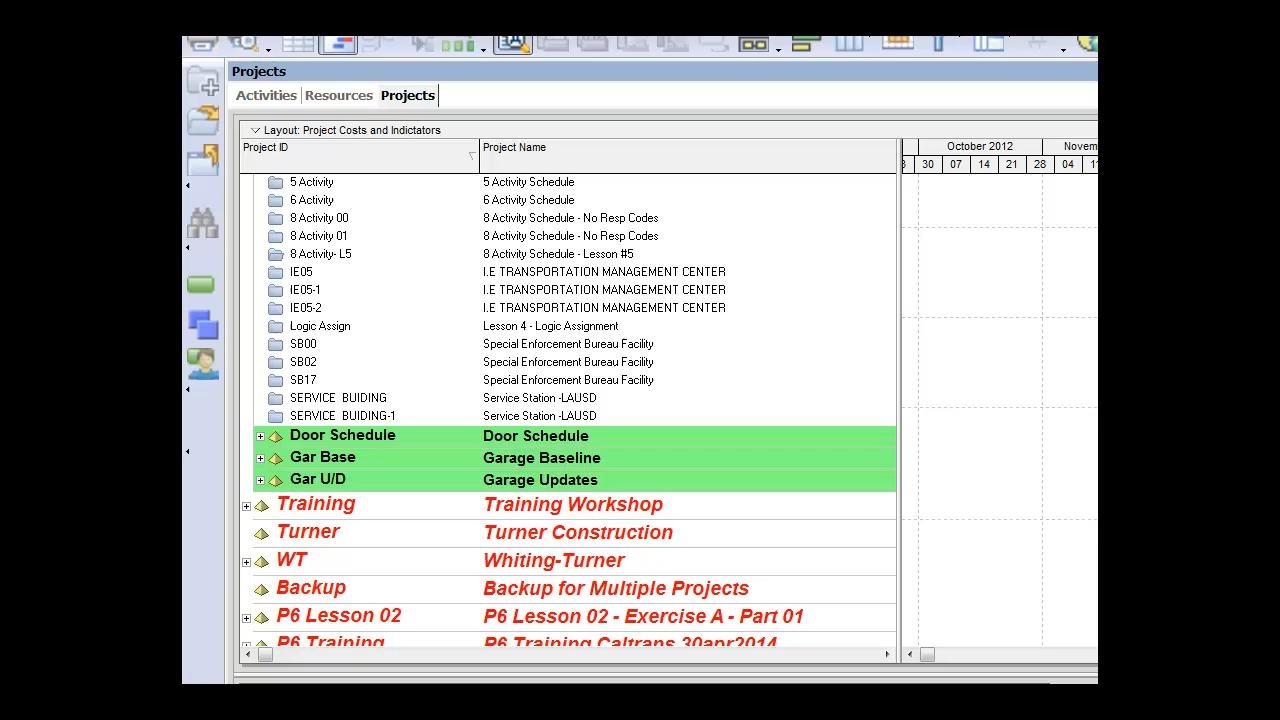 Projects
Activities Resources Projects
Layout: Project Costs and Indictators
Project ID Project Name October 2012
30 07 14 21 28 04
5 Activity 5 Activity Schedule
6 Activity 6 Activity Schedule
8 Activity 00 8 Activity Schedule - No Resp Codes
8 Activity 01 8 Activity Schedule - No Resp Codes
8 Activity- L5 8 Activity Schedule - Lesson #5
IE05 I.E TRANSPORTATION MANAGEMENT CENTER
IE05-1 I.E TRANSPORTATION MANAGEMENT CENTER
IE05-2 I.E TRANSPORTATION MANAGEMENT CENTER
Logic Assign Lesson 4 - Logic Assignment
SB00 Special Enforcement Bureau Facility
SB02 Special Enforcement Bureau Facility
SB17 Special Enforcement Bureau Facility
SERVICE BUIDING Service Station -LAUSD
SERVICE BUIDING-1 Service Station -LAUSD
Door Schedule Door Schedule
Gar Base Garage Baseline
Gar U/D Garage Updates
Training Training Workshop
Turner Turner Construction
WT Whiting-Turner
Backup Backup for Multiple Projects
P6 Lesson 02 P6 Lesson 02 - Exercise A - Part 01
P6 Training P6 Training Caltrans 30apr2014